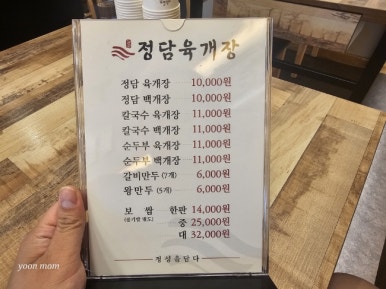 정담육개장
정담 육개장 10,000원
정담 백개장 10,000원
칼국수 육개장 11,000원
칼국수 백개장 11,000원
순두부 육개장 11,000원
순두부 백개장 11,000원
갈비만두 (7개) 6,000원
왕만두 (5개) 6,000원
보 쌈 한판 14,000원
(공기밥 별도) 중 25,000원
대 32,000원
정성을담다
yoon mom